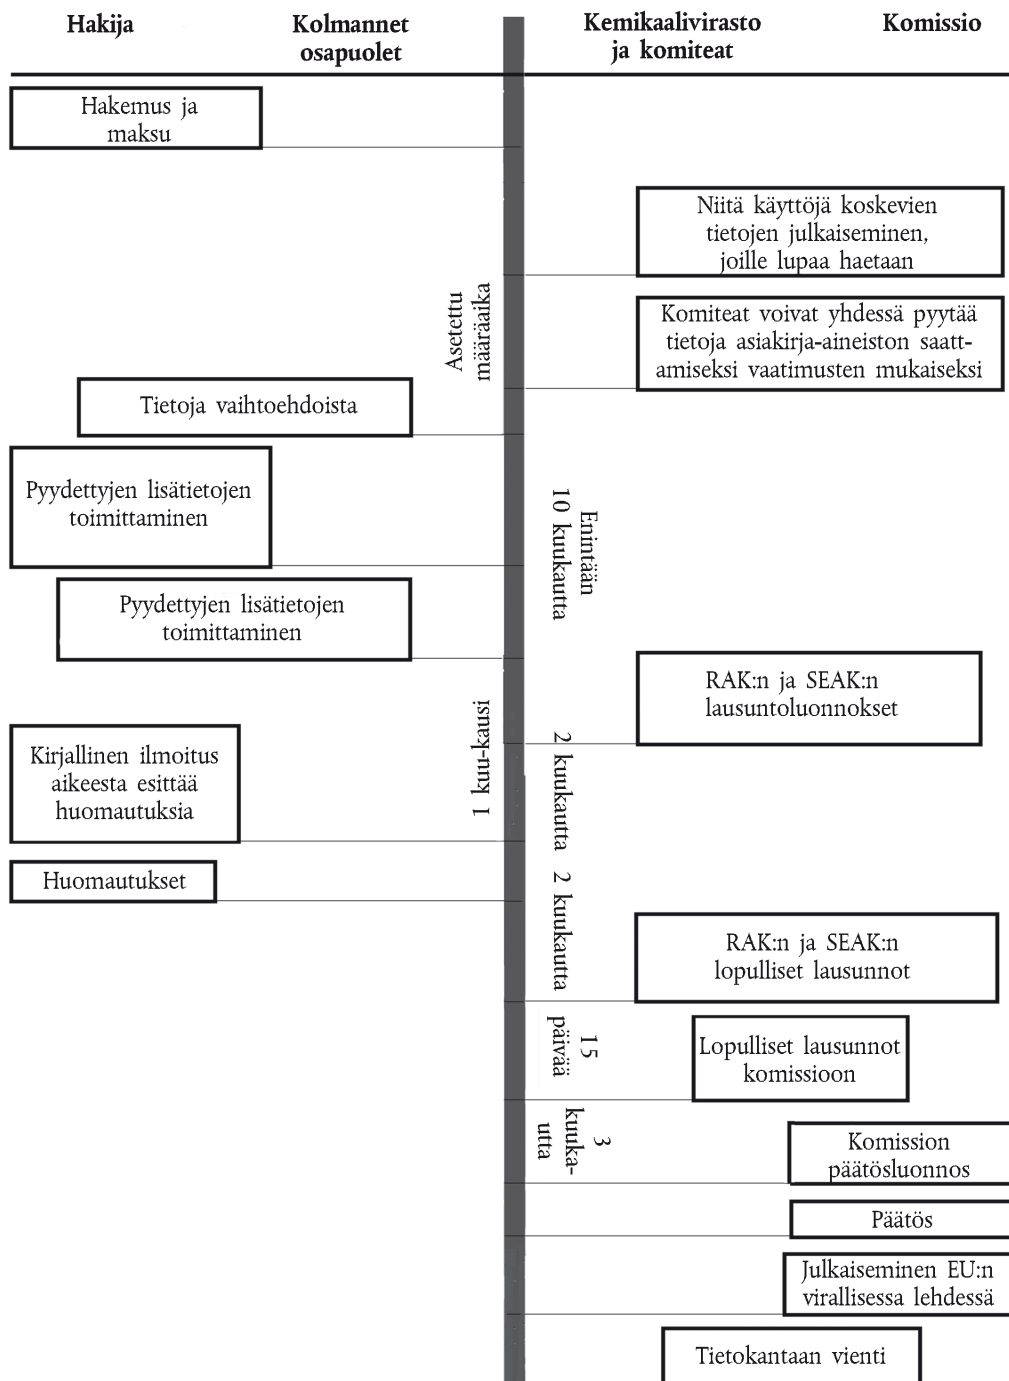 Hakija
Kolmannet
osapuolet
Kemikaalivirasto
ja komiteat
Komissio
Hakemus ja
maksu
Niitä käyttöjä koskevien
tietojen julkaiseminen,
joille lupaa haetaan
Asetettu
määräaika
Komiteat voivat yhdessä pyytää
tietoja asiakirja-aineiston saatt-
amiseksi vaatimusten mukaiseksi
Tietoja vaihtoehdoista
Pyydettyjen lisätietojen
toimittaminen
Enintään
10 kuukautta
Pyydettyjen lisätietojen
toimittaminen
RAK:n ja SEAK:n
lausuntoluonnokset
1 kuu-kausi
2 kuukautta
Kirjallinen ilmoitus
aikeesta esittää
huomautuksia
Huomautukset
2 kuukautta
RAK:n ja SEAK:n
lopulliset lausunnot
15
päivää
Lopulliset lausunnot
komissioon
3
kuuka-
utta
Komission
päätösluonnos
Päätös
Julkaiseminen EU:n
virallisessa lehdessä
Tietokantaan vienti